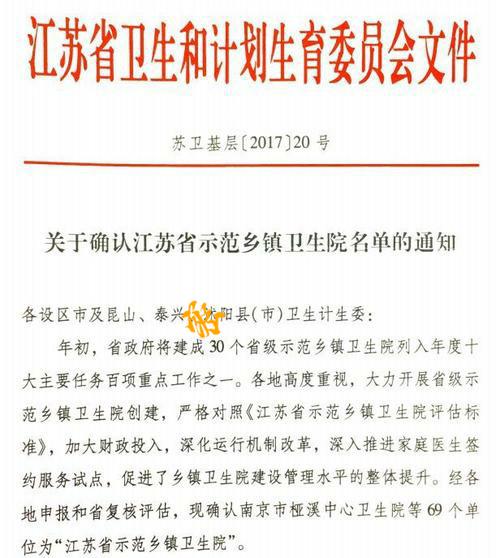 江苏省卫生和计划生育委员会文件
苏卫基层〔2017〕20号
关于确认江苏省示范乡镇卫生院名单的通知
各设区市及昆山、泰兴、沭阳县(市)卫生计生委：
年初，省政府将建成30个省级示范乡镇卫生院列入年度十
大主要任务百项重点工作之一。各地高度重视，大力开展省级示
范乡镇卫生院创建，严格对照《江苏省示范乡镇卫生院评估标
准》，加大财政投入，深化运行机制改革，深入推进家庭医生签
约服务试点，促进了乡镇卫生院建设管理水平的整体提升。经各
地申报和省复核评估，现确认南京市桠溪中心卫生院等69个单
位为“江苏省示范乡镇卫生院”。